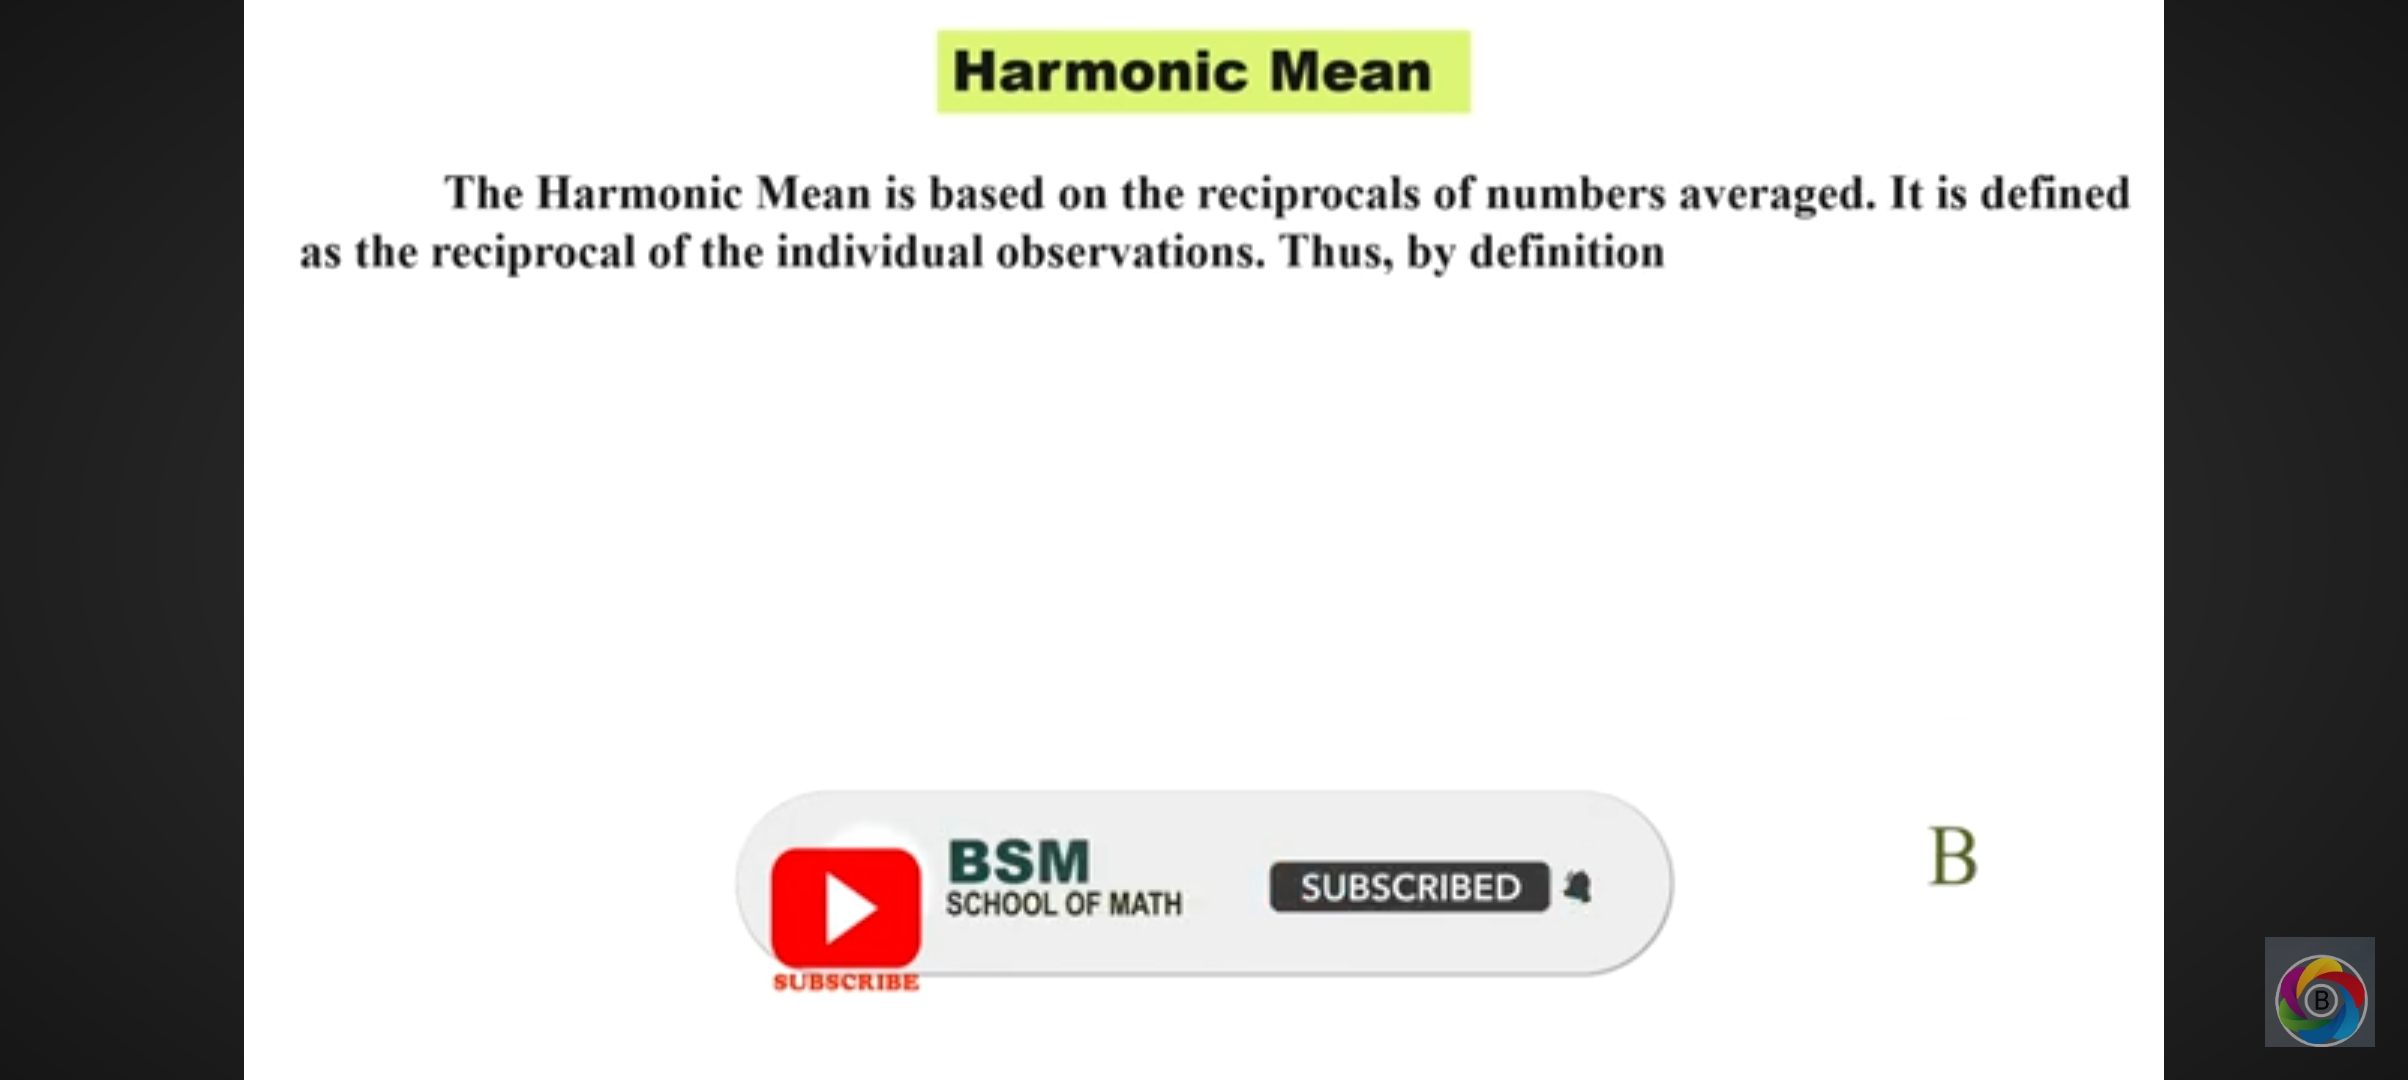 Harmonic Mean
The Harmonic Mean is based on the reciprocals of numbers averaged. It is defined
as the reciprocal of the individual observations. Thus, by definition
BSM
SCHOOL OF MATH
SUBSCRIBED
SUBSCRIBE
B
B